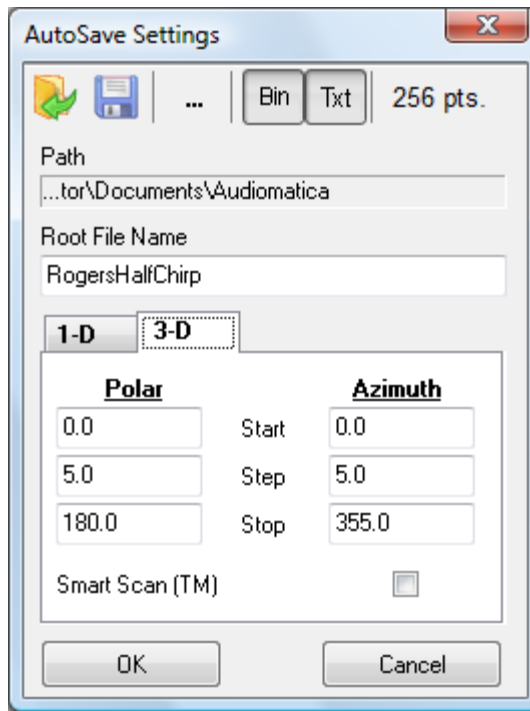 AutoSave Settings
... Bin Txt 256 pts.
Path
...tor\Documents\Audiomatica
Root File Name
RogersHalfChirp
1-D 3-D
Polar Azimuth
0.0 Start 0.0
5.0 Step 5.0
180.0 Stop 355.0
Smart Scan (TM)
OK Cancel